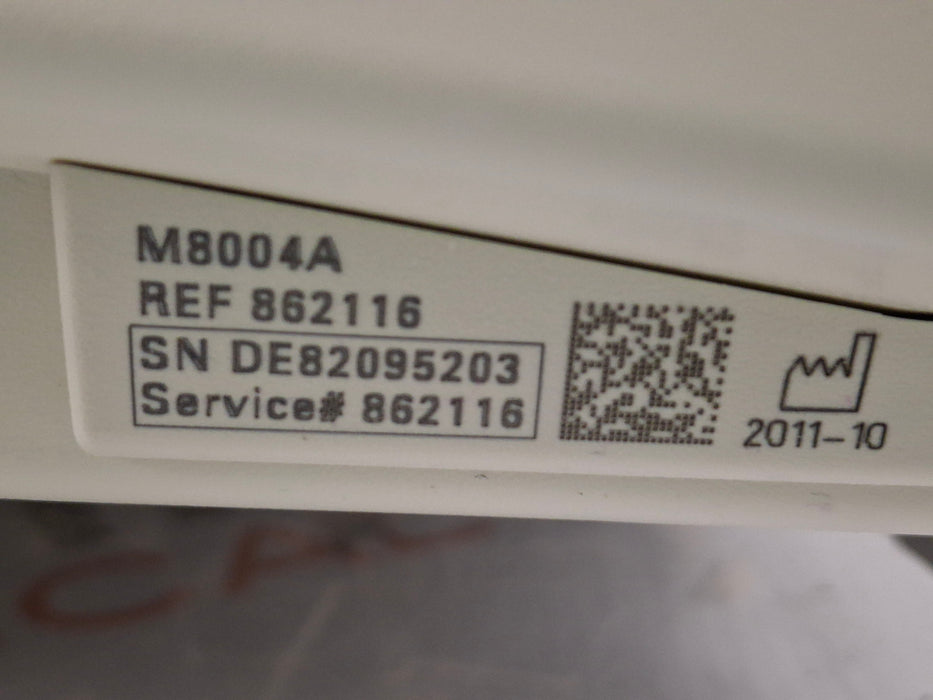 M8004A
REF 862116
SN DE82095203
Service# 862116
2011-10